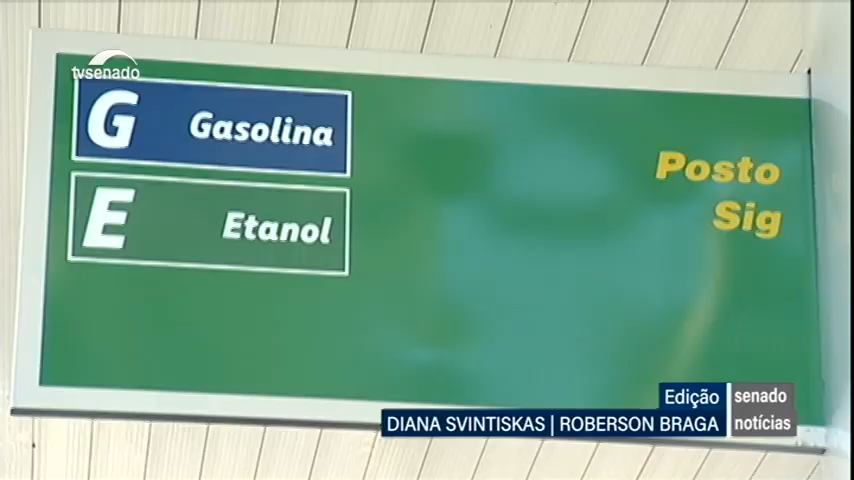 tvsenado
G Gasolina
E Etanol
Posto
Sig
Edição
DIANA SVINTISKAS | ROBERSON BRAGA
senado
notícias